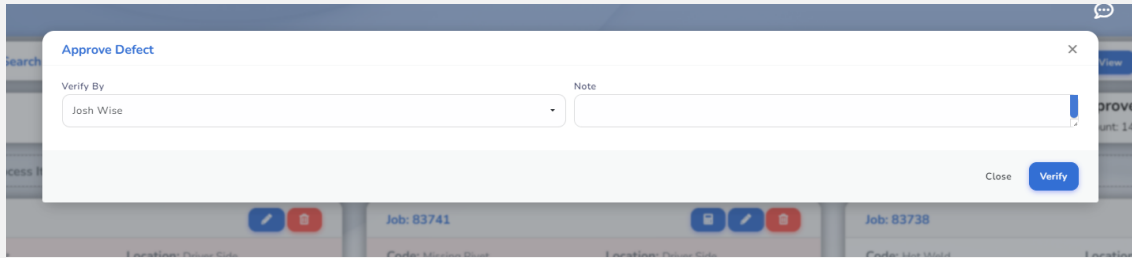 Approve Defect
Search
View
Verify By
Note
Josh Wise
Close
Verify
Job: 83741
Job: 83738
Location: Driver Side
Code: Missing Rivet
Location: Driver Side
Code: Hot Weld
Location